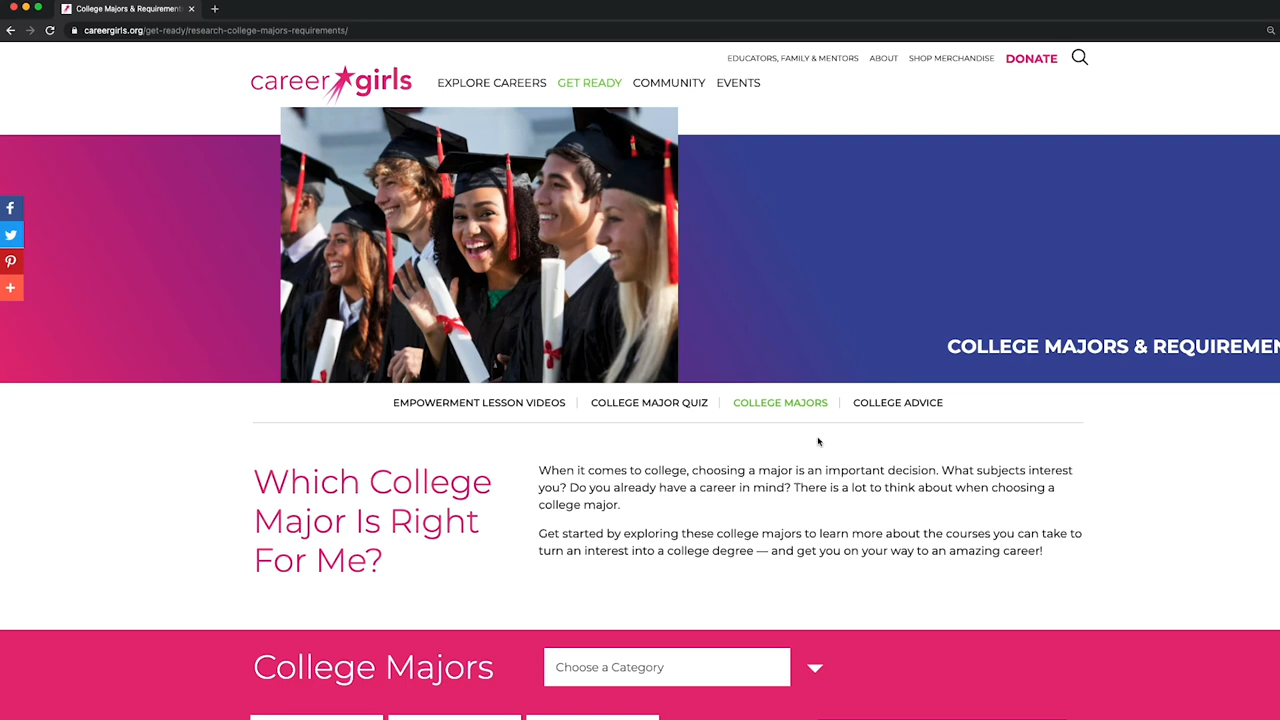 College Majors & Requirement
careergirls.org/get-ready/research-college-majors-requirements/
EDUCATORS, FAMILY & MENTORS ABOUT SHOP MERCHANDISE DONATE
career girls EXPLORE CAREERS GET READY COMMUNITY EVENTS
COLLEGE MAJORS & REQUIREMEN
EMPOWERMENT LESSON VIDEOS COLLEGE MAJOR QUIZ COLLEGE MAJORS COLLEGE ADVICE
Which College
Major Is Right
For Me?
When it comes to college, choosing a major is an important decision. What subjects interest
you? Do you already have a career in mind? There is a lot to think about when choosing a
college major.
Get started by exploring these college majors to learn more about the courses you can take to
turn an interest into a college degree — and get you on your way to an amazing career!
College Majors Choose a Category